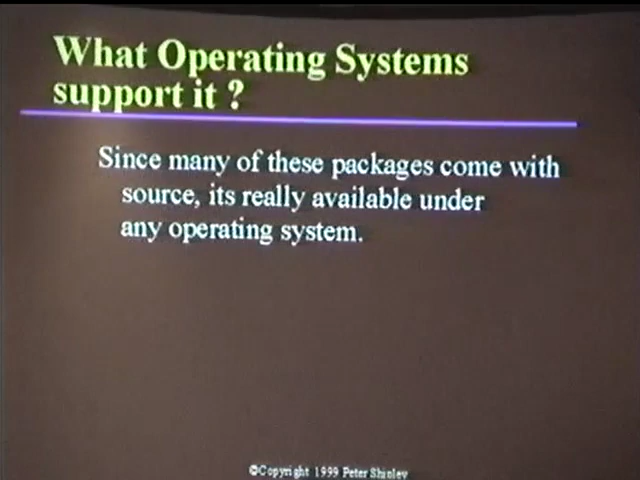 What Operating Systems
support it ?
Since many of these packages come with
source, its really available under
any operating system.
©Copyright 1999 Peter Shipley